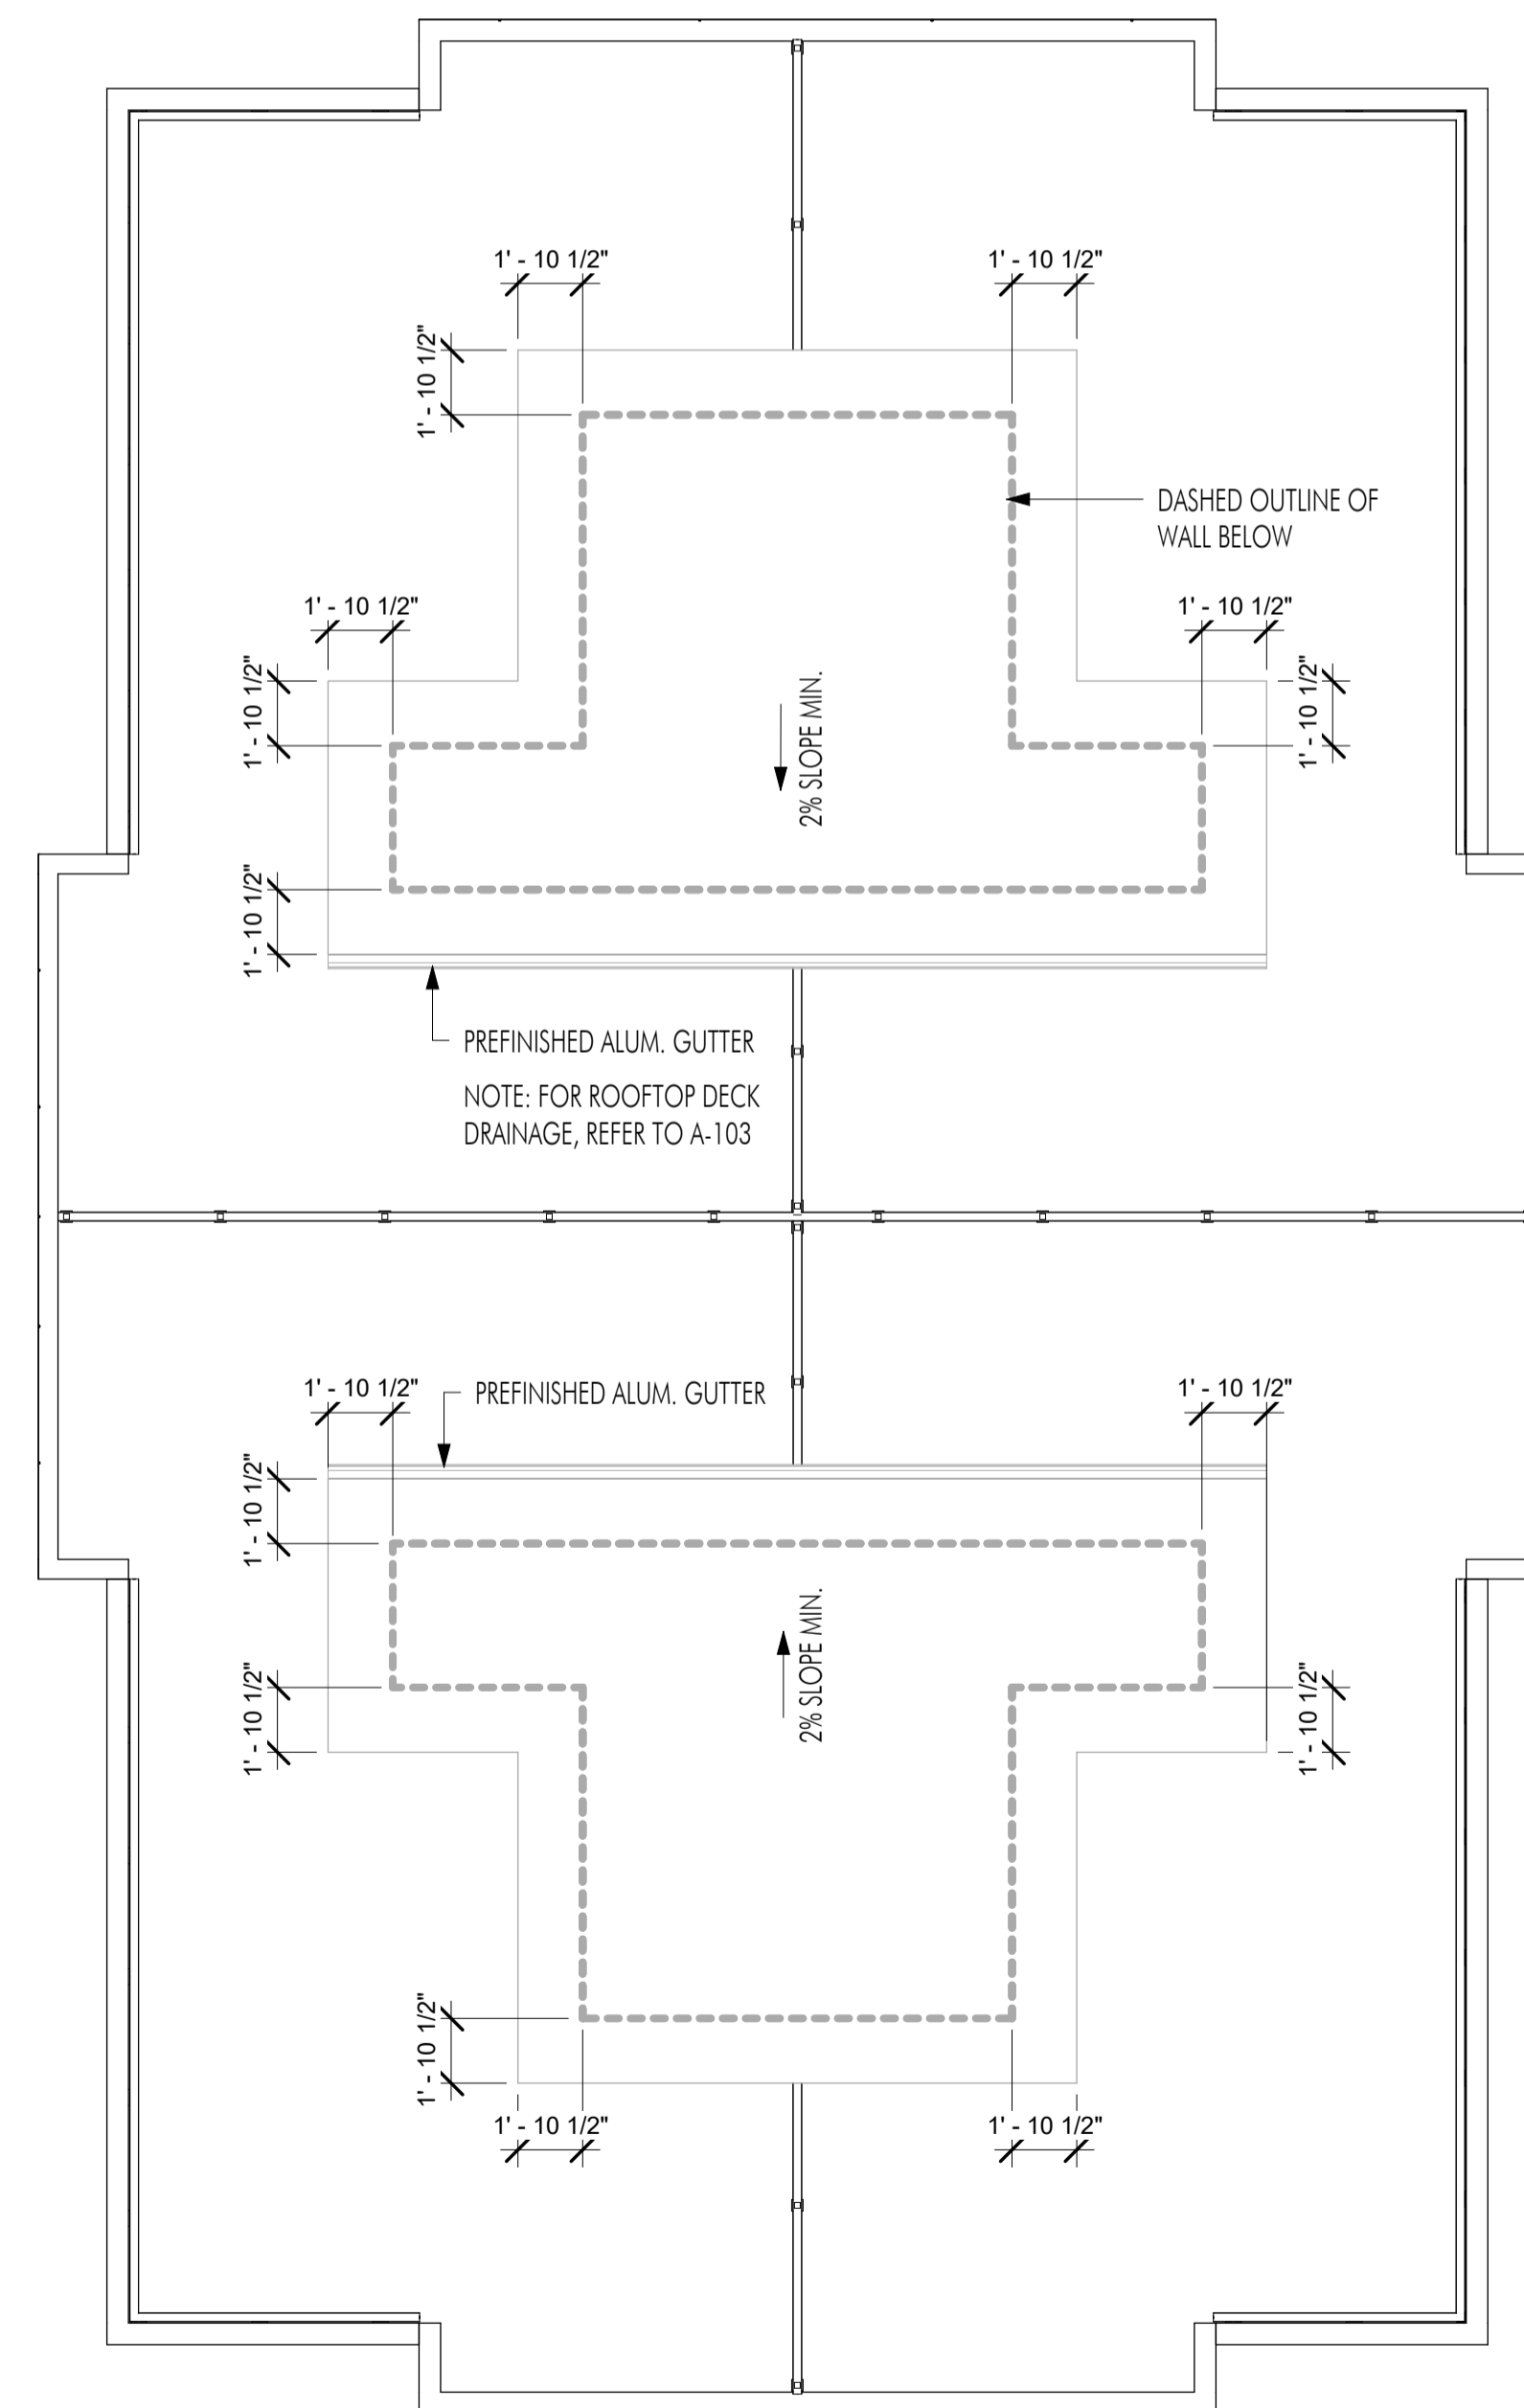 1' - 10 1/2"
1' - 10 1/2"
1' - 10 1/2"
DASHED OUTLINE OF
WALL BELOW
1' - 10 1/2"
1' - 10 1/2"
1' - 10 1/2"
1' - 10 1/2"
2% SLOPE MIN.
1' - 10 1/2"
PREFINISHED ALUM. GUTTER
NOTE: FOR ROOFTOP DECK
DRAINAGE, REFER TO A-103
1' - 10 1/2"
PREFINISHED ALUM. GUTTER
1' - 10 1/2"
1' - 10 1/2"
2% SLOPE MIN.
1' - 10 1/2"
1' - 10 1/2"
1' - 10 1/2"
1' - 10 1/2"
1' - 10 1/2"